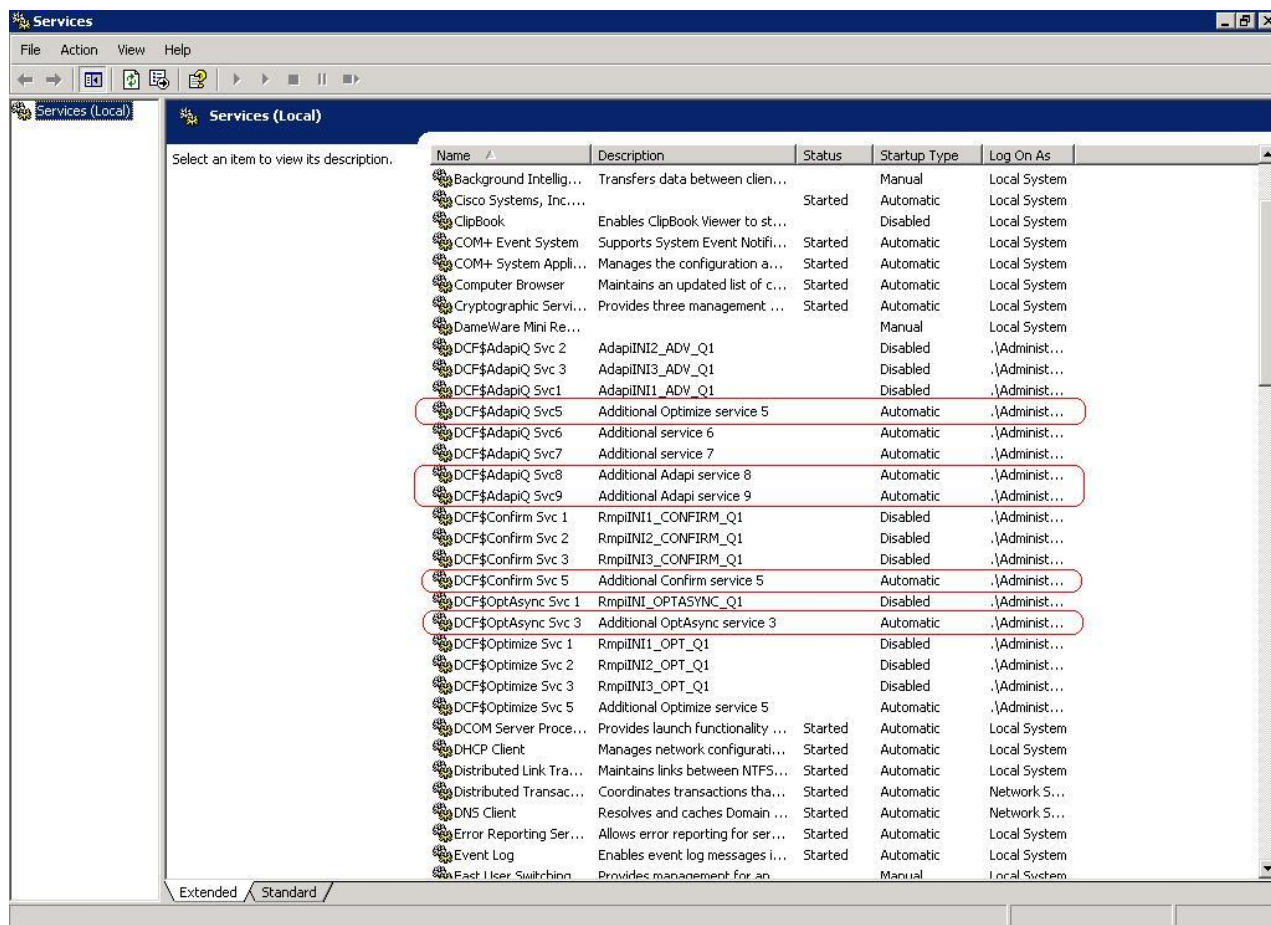 Services
File Action View Help
Services (Local)
Services (Local)
Select an item to view its description.
Name Description Status Startup Type Log On As
Background Intellig... Transfers data between clien... Manual Local System
Cisco Systems, Inc.... Started Automatic Local System
ClipBook Enables ClipBook Viewer to st... Disabled Local System
COM+ Event System Supports System Event Notifi... Started Automatic Local System
COM+ System Appli... Manages the configuration a... Started Automatic Local System
Computer Browser Maintains an updated list of c... Started Automatic Local System
Cryptographic Servi... Provides three management ... Started Automatic Local System
DameWare Mini Re... Manual Local System
DCF$AdapiQ Svc 2 AdapiINI2_ADV_Q1 Disabled .\Administ...
DCF$AdapiQ Svc 3 AdapiINI3_ADV_Q1 Disabled .\Administ...
DCF$AdapiQ Svc1 AdapiINI1_ADV_Q1 Disabled .\Administ...
DCF$AdapiQ Svc5 Additional Optimize service 5 Automatic .\Administ...
DCF$AdapiQ Svc6 Additional service 6 Automatic .\Administ...
DCF$AdapiQ Svc7 Additional service 7 Automatic .\Administ...
DCF$AdapiQ Svc8 Additional Adapi service 8 Automatic .\Administ...
DCF$AdapiQ Svc9 Additional Adapi service 9 Automatic .\Administ...
DCF$Confirm Svc 1 RmpiINI1_CONFIRM_Q1 Disabled .\Administ...
DCF$Confirm Svc 2 RmpiINI2_CONFIRM_Q1 Disabled .\Administ...
DCF$Confirm Svc 3 RmpiINI3_CONFIRM_Q1 Disabled .\Administ...
DCF$Confirm Svc 5 Additional Confirm service 5 Automatic .\Administ...
DCF$OptAsync Svc 1 RmpiINI_OPTASYNC_Q1 Disabled .\Administ...
DCF$OptAsync Svc 3 Additional OptAsync service 3 Automatic .\Administ...
DCF$Optimize Svc 1 RmpiINI1_OPT_Q1 Disabled .\Administ...
DCF$Optimize Svc 2 RmpiINI2_OPT_Q1 Disabled .\Administ...
DCF$Optimize Svc 3 RmpiINI3_OPT_Q1 Disabled .\Administ...
DCF$Optimize Svc 5 Additional Optimize service 5 Automatic .\Administ...
DCOM Server Proce... Provides launch functionality ... Started Automatic Local System
DHCP Client Manages network configurati... Started Automatic Local System
Distributed Link Tra... Maintains links between NTFS... Started Automatic Local System
Distributed Transac... Coordinates transactions tha... Started Automatic Network S...
DNS Client Resolves and caches Domain ... Started Automatic Network S...
Error Reporting Ser... Allows error reporting for ser... Started Automatic Local System
Event Log Enables event log messages i... Started Automatic Local System
Fast User Switching Provides management for an Manual Local System
Extended Standard